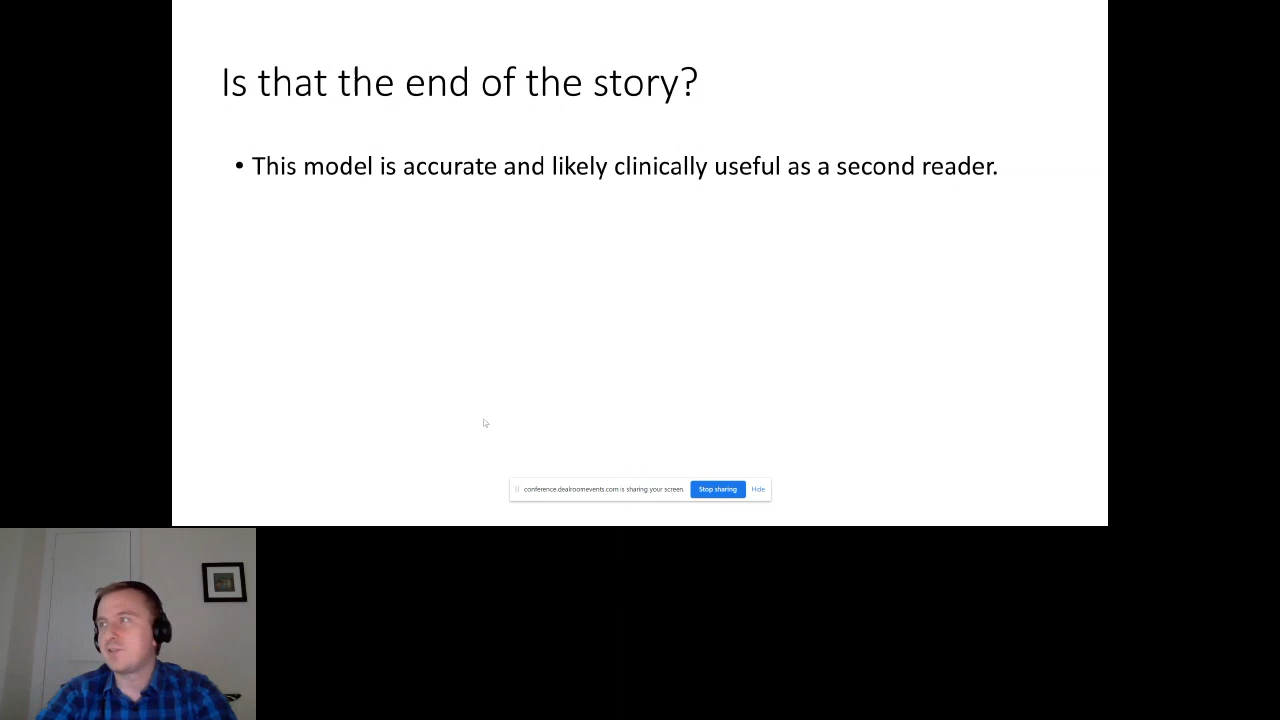 Is that the end of the story?
• This model is accurate and likely clinically useful as a second reader.
conference.dealroomevents.com is sharing your screen. Stop sharing Hide